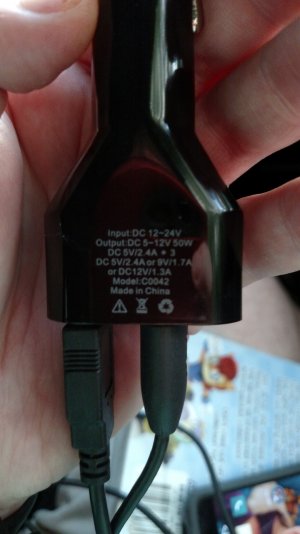 Input:DC 12~24V
Output:DC 5~12V 50W
DC 5V/2.4A * 3
DC 5V/2.4A or 9V/1.7A
or DC12V/1.3A
Model:C0042
Made in China